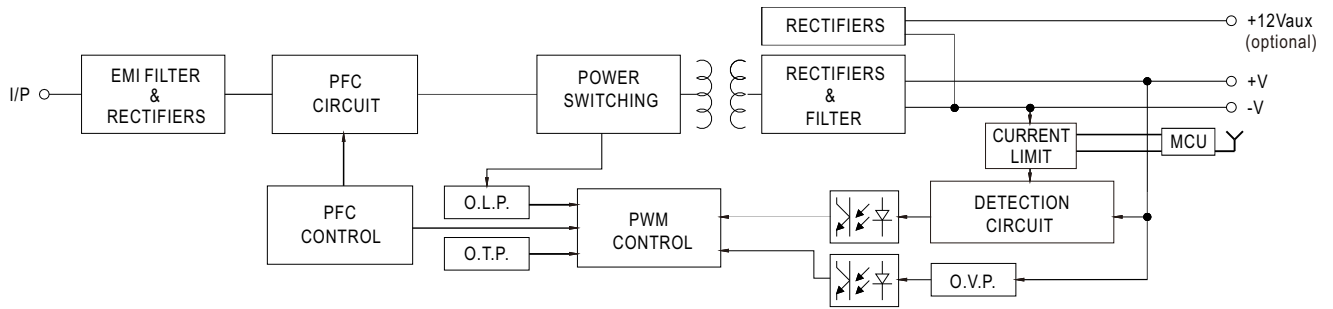 RECTIFIERS
+12Vaux
(optional)
I/P
EMI FILTER
&
RECTIFIERS
PFC
CIRCUIT
POWER
SWITCHING
RECTIFIERS
&
FILTER
+V
-V
CURRENT
LIMIT
MCU
PFC
CONTROL
O.L.P.
O.T.P.
PWM
CONTROL
DETECTION
CIRCUIT
O.V.P.